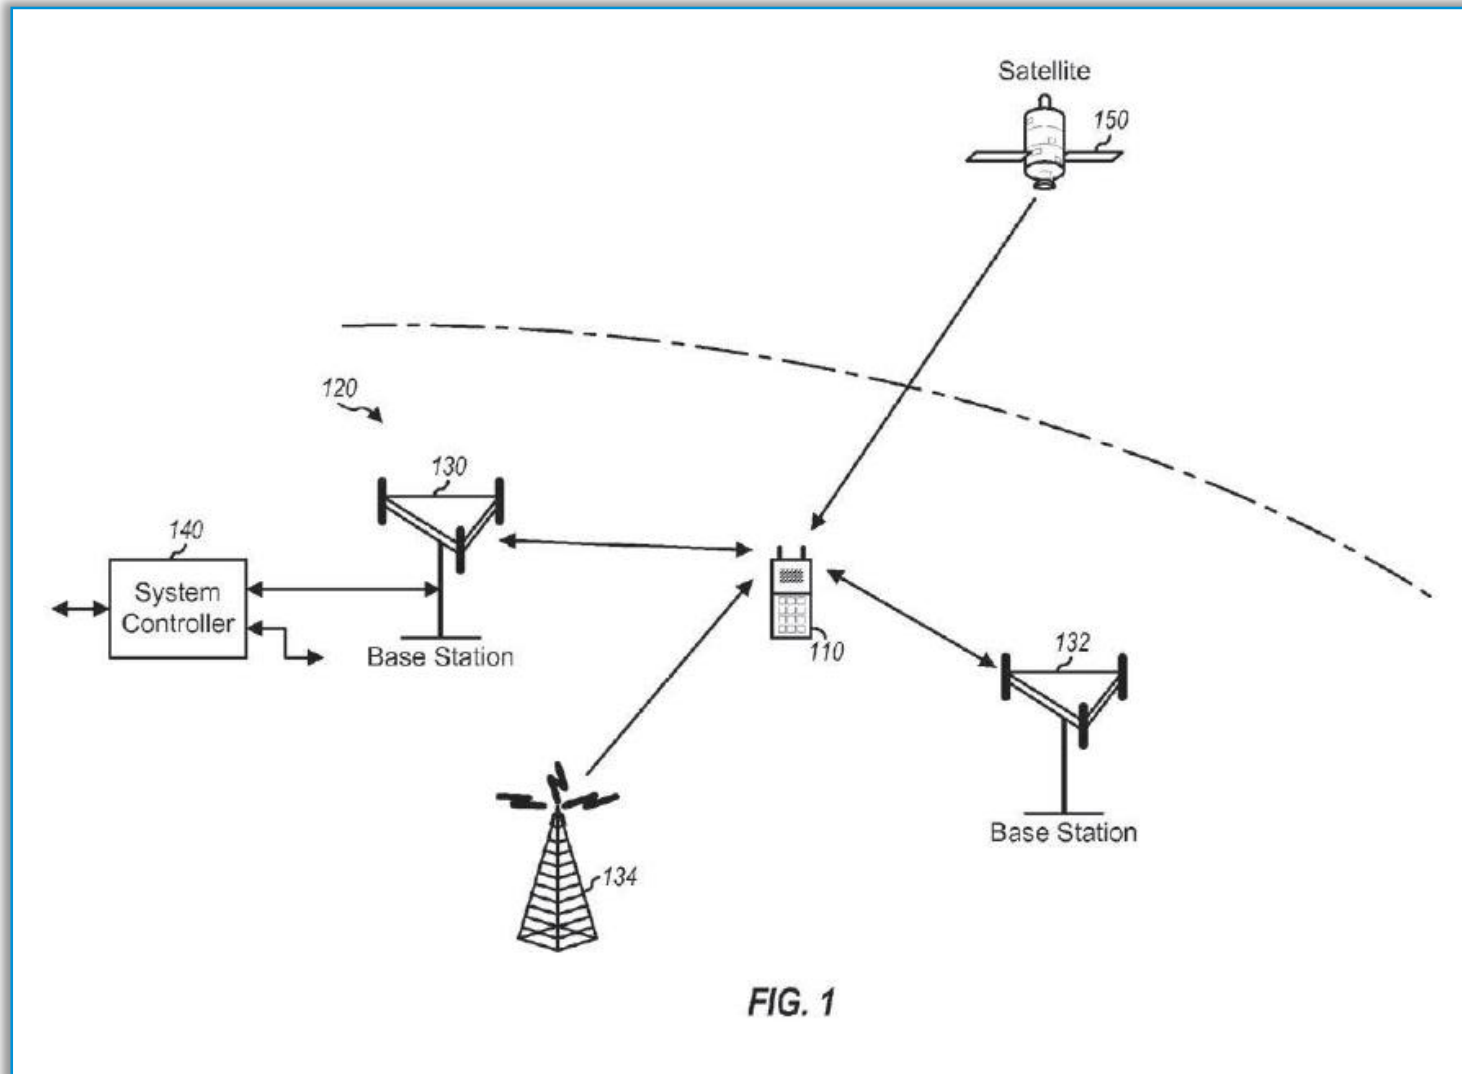 Satellite
150
120
130
140
System
Controller
Base Station
110
132
Base Station
134
FIG. 1